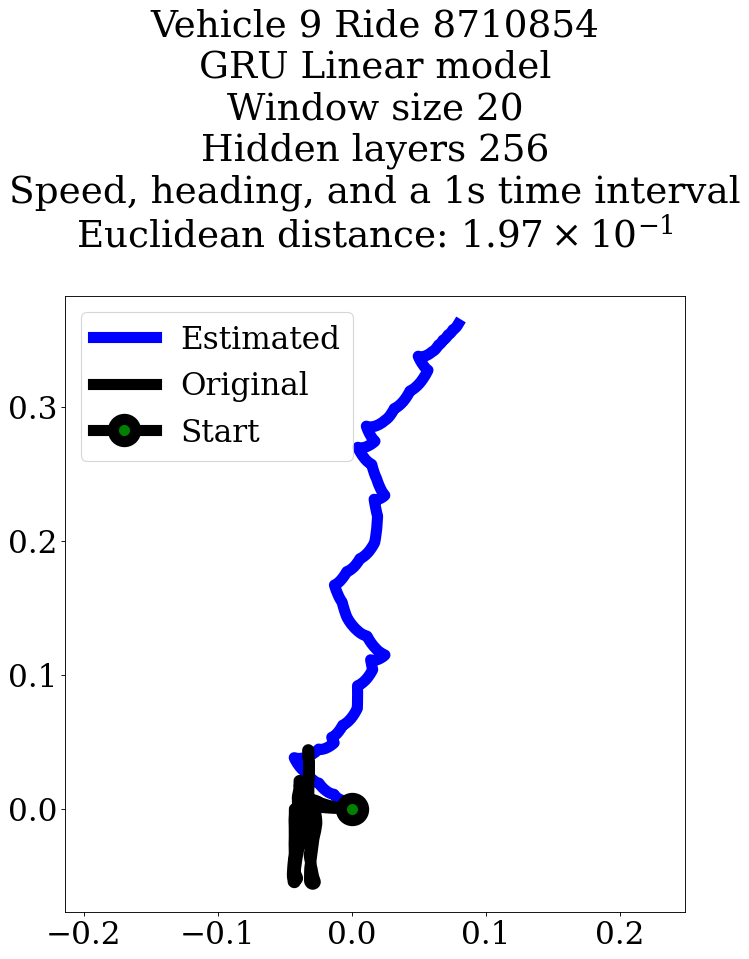 Vehicle 9 Ride 8710854
GRU Linear model
Window size 20
Hidden layers 256
Speed, heading, and a 1s time interval
Euclidean distance: 1.97 × 10⁻¹
Estimated
Original
Start
0.3
0.2
0.1
0.0
−0.2 −0.1 0.0 0.1 0.2